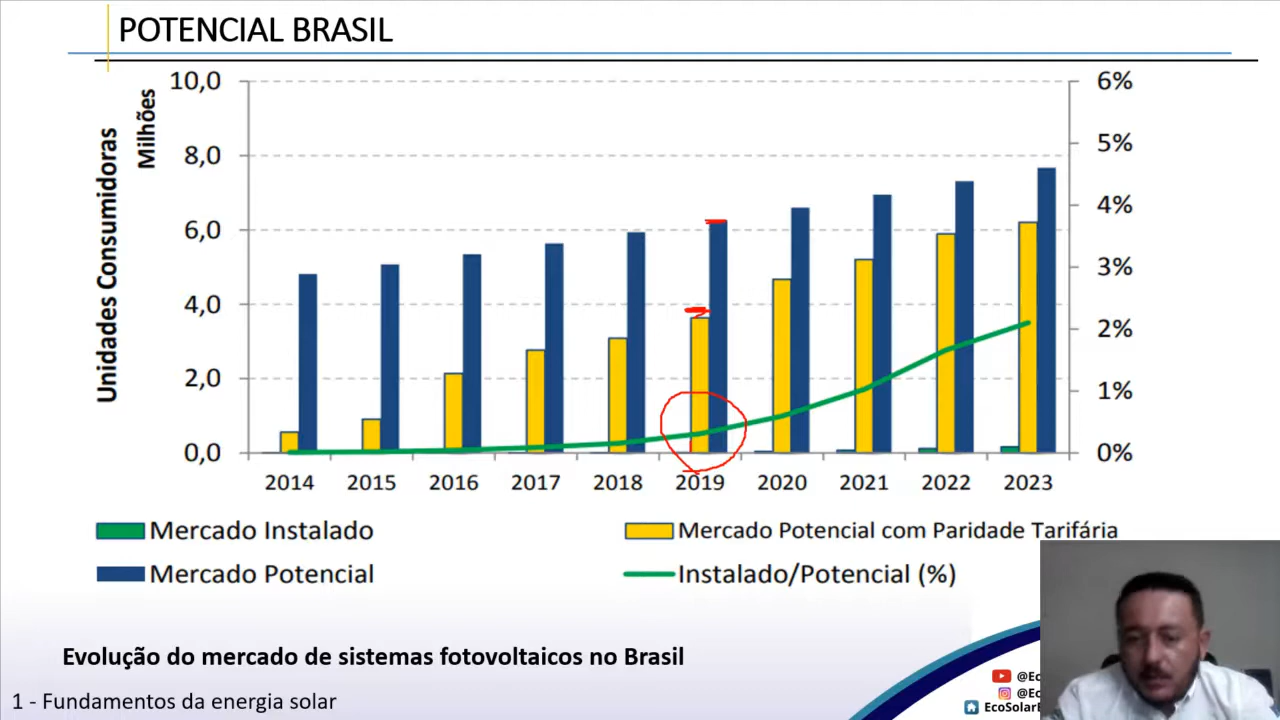 POTENCIAL BRASIL
Unidades Consumidoras
Milhões
10,0
8,0
6,0
4,0
2,0
0,0
6%
5%
4%
3%
2%
1%
0%
2014 2015 2016 2017 2018 2019 2020 2021 2022 2023
Mercado Instalado
Mercado Potencial com Paridade Tarifária
Mercado Potencial
Instalado/Potencial (%)
Evolução do mercado de sistemas fotovoltaicos no Brasil
1 - Fundamentos da energia solar